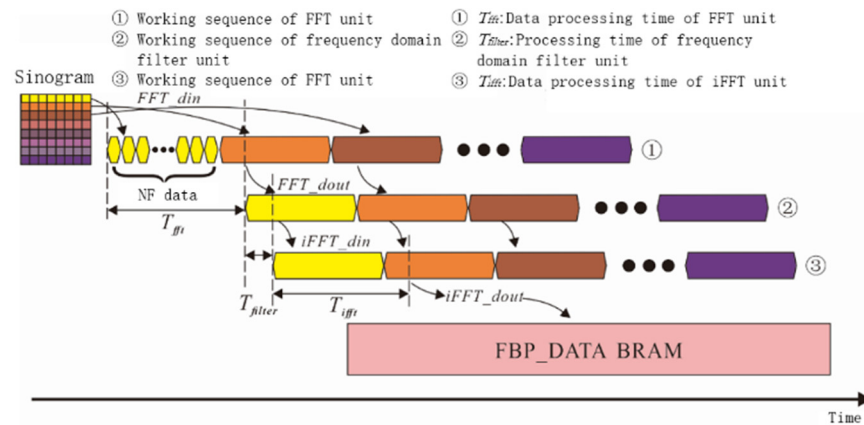 ① Working sequence of FFT unit
② Working sequence of frequency domain
filter unit
③ Working sequence of FFT unit
① Tfft:Data processing time of FFT unit
② Tfilter:Processing time of frequency
domain filter unit
③ Tifft:Data processing time of iFFT unit
Sinogram
FFT_din
①
NF data
FFT_dout
Tfft
②
iFFT_din
③
Tfilter
Tifft
iFFT_dout
FBP_DATA BRAM
Time